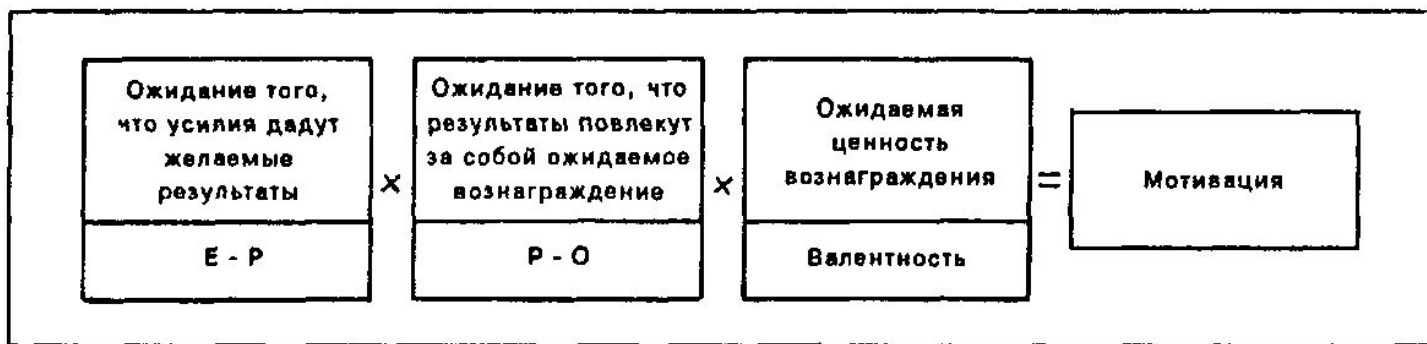 Ожидание того,
что усилия дадут
желаемые
результаты
Е - Р
×
Ожидание того, что
результаты повлекут
за собой ожидаемое
вознаграждение
Р - О
×
Ожидаемая
ценность
вознаграждения
Валентность
=
Мотивация